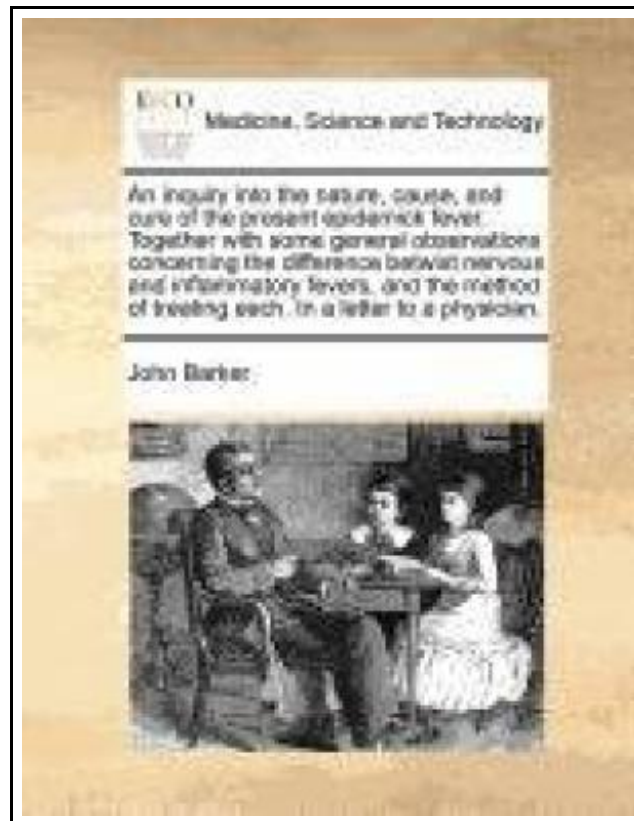 ECCO
Medicine, Science and Technology
An inquiry into the nature, cause, and
cure of the present epidemick fever.
Together with some general observations
concerning the difference betwixt nervous
and inflammatory fevers, and the method
of treating each. In a letter to a physician.
John Barker